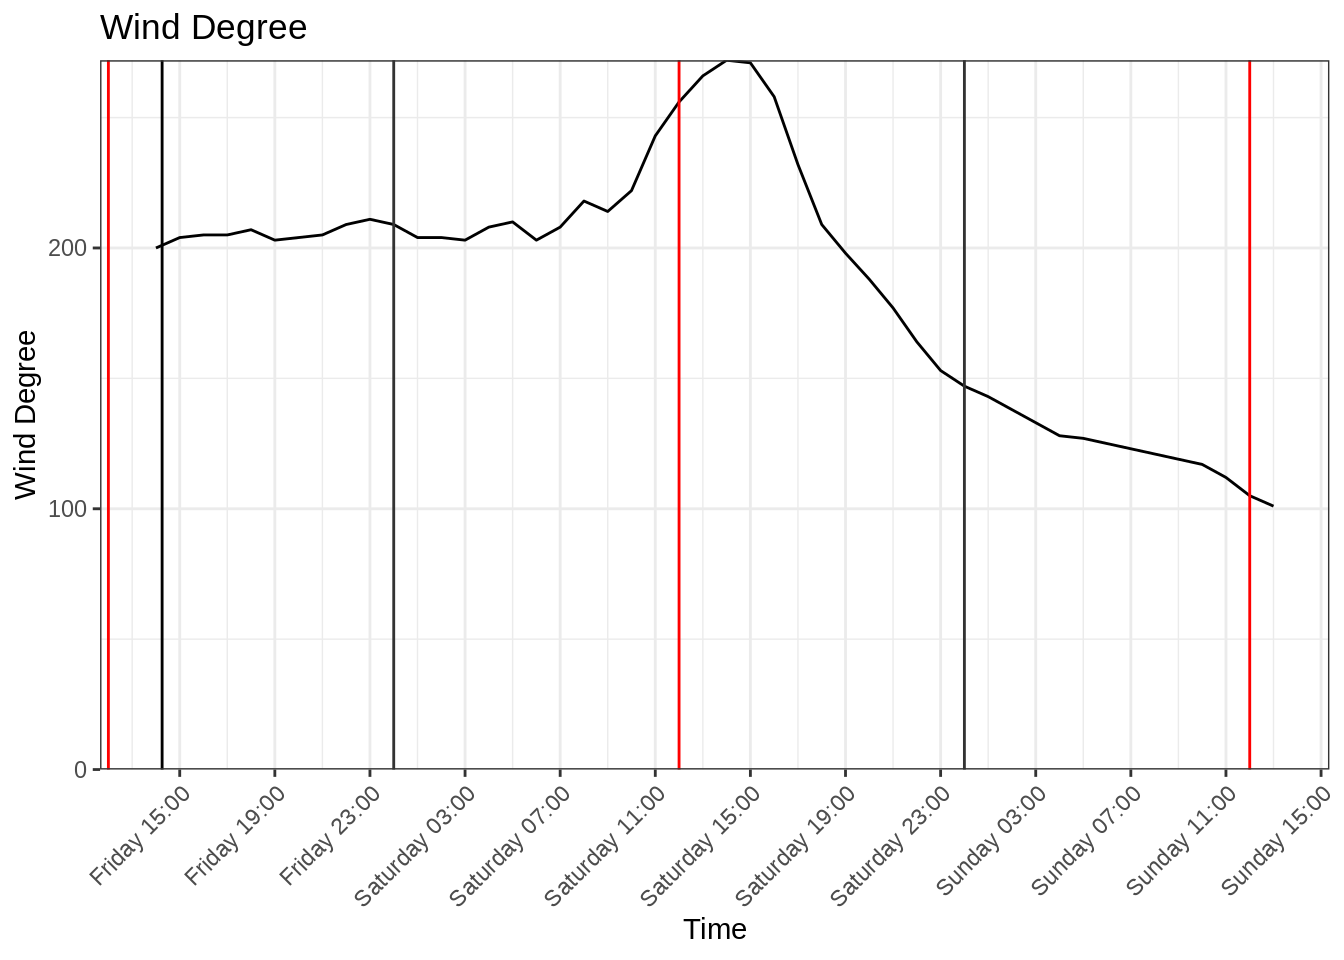 Wind Degree
Wind Degree
200
100
0
Friday 15:00
Friday 19:00
Friday 23:00
Saturday 03:00
Saturday 07:00
Saturday 11:00
Saturday 15:00
Saturday 19:00
Saturday 23:00
Sunday 03:00
Sunday 07:00
Sunday 11:00
Sunday 15:00
Time